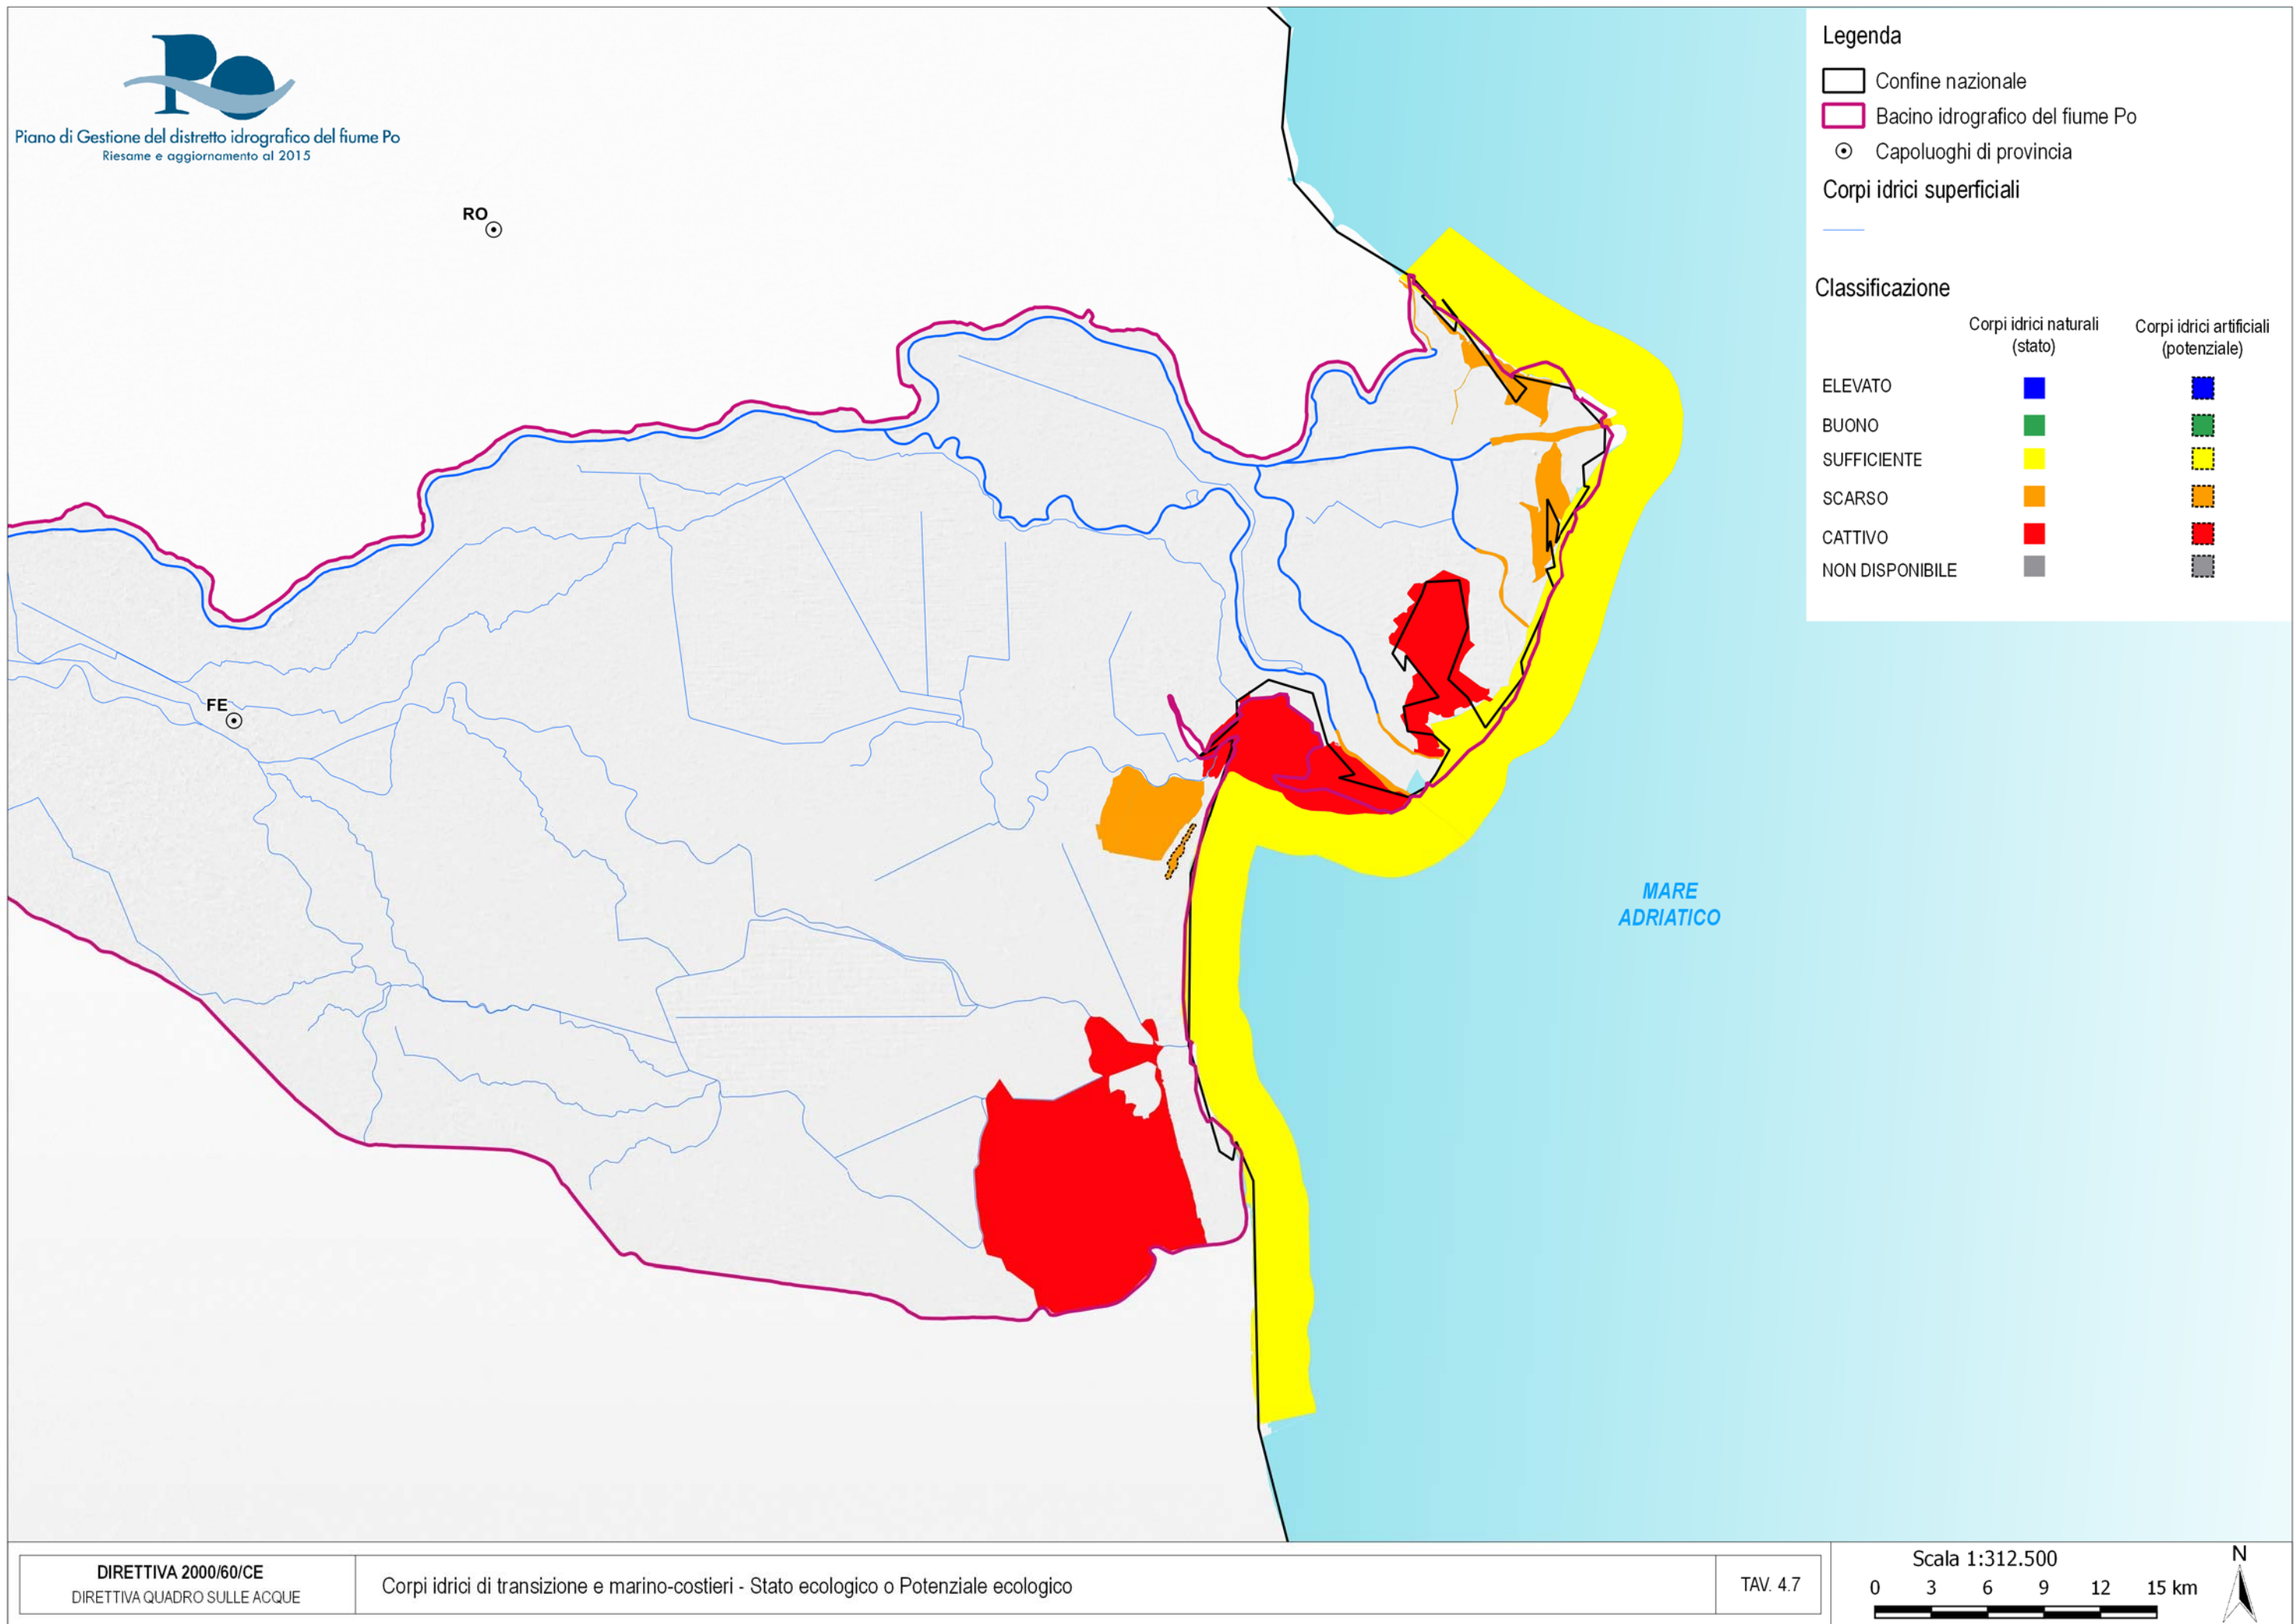 Po
Piano di Gestione del distretto idrografico del fiume Po
Riesame e aggiornamento al 2015
RO
FE
MARE
ADRIATICO
Legenda
Confine nazionale
Bacino idrografico del fiume Po
Capoluoghi di provincia
Corpi idrici superficiali
Classificazione
Corpi idrici naturali
(stato)
Corpi idrici artificiali
(potenziale)
ELEVATO
BUONO
SUFFICIENTE
SCARSO
CATTIVO
NON DISPONIBILE
DIRETTIVA 2000/60/CE
DIRETTIVA QUADRO SULLE ACQUE
Corpi idrici di transizione e marino-costieri - Stato ecologico o Potenziale ecologico
TAV. 4.7
Scala 1:312.500
0 3 6 9 12 15 km
N